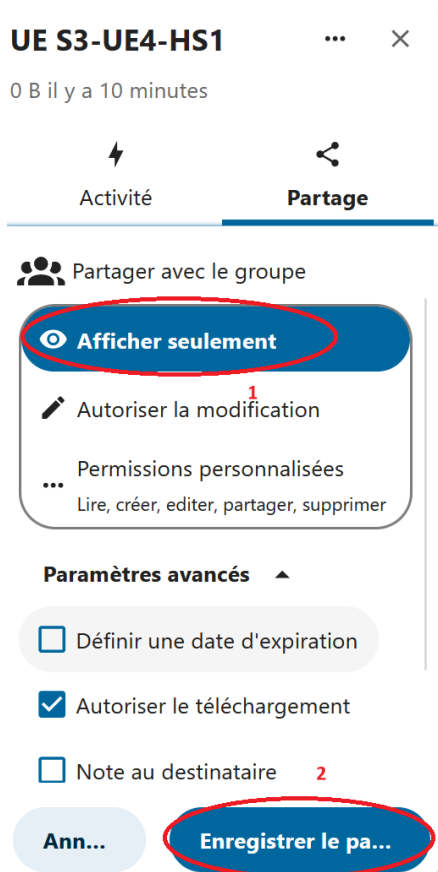 UE S3-UE4-HS1
0 B il y a 10 minutes
Activité
Partage
Partager avec le groupe
Afficher seulement
1
Autoriser la modification
Permissions personnalisées
Lire, créer, editer, partager, supprimer
Paramètres avancés
Définir une date d'expiration
Autoriser le téléchargement
Note au destinataire 2
Ann... Enregistrer le pa...